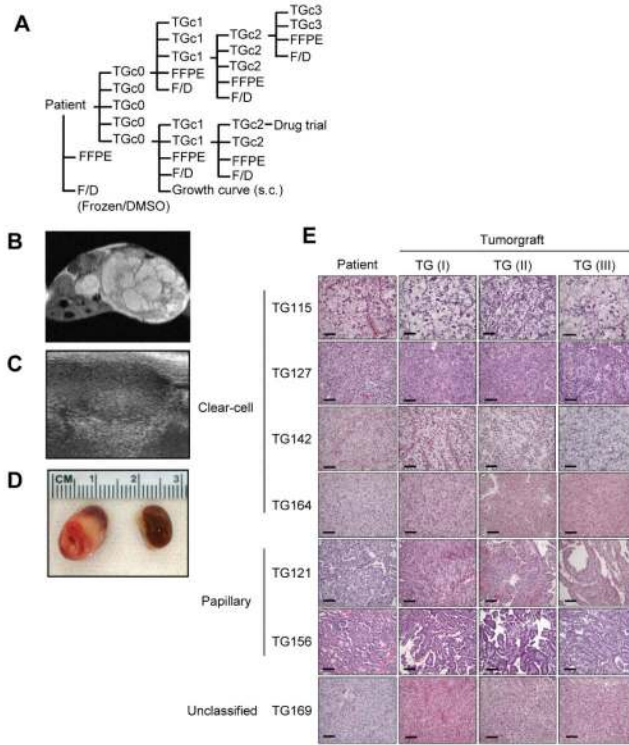 A
Patient
FFPE
F/D
(Frozen/DMSO)
TGc0
TGc0
TGc0
TGc0
TGc0
TGc1
TGc1
TGc1
FFPE
F/D
TGc2
TGc2
TGc2
FFPE
F/D
TGc3
TGc3
FFPE
F/D
TGc1
TGc1
FFPE
F/D
Growth curve (s.c.)
TGc2 Drug trial
TGc2
FFPE
F/D
B
C
D
CM 1 2 3
E
Tumorgraft
Patient TG (I) TG (II) TG (III)
Clear-cell
TG115
TG127
TG142
TG164
Papillary
TG121
TG156
Unclassified TG169